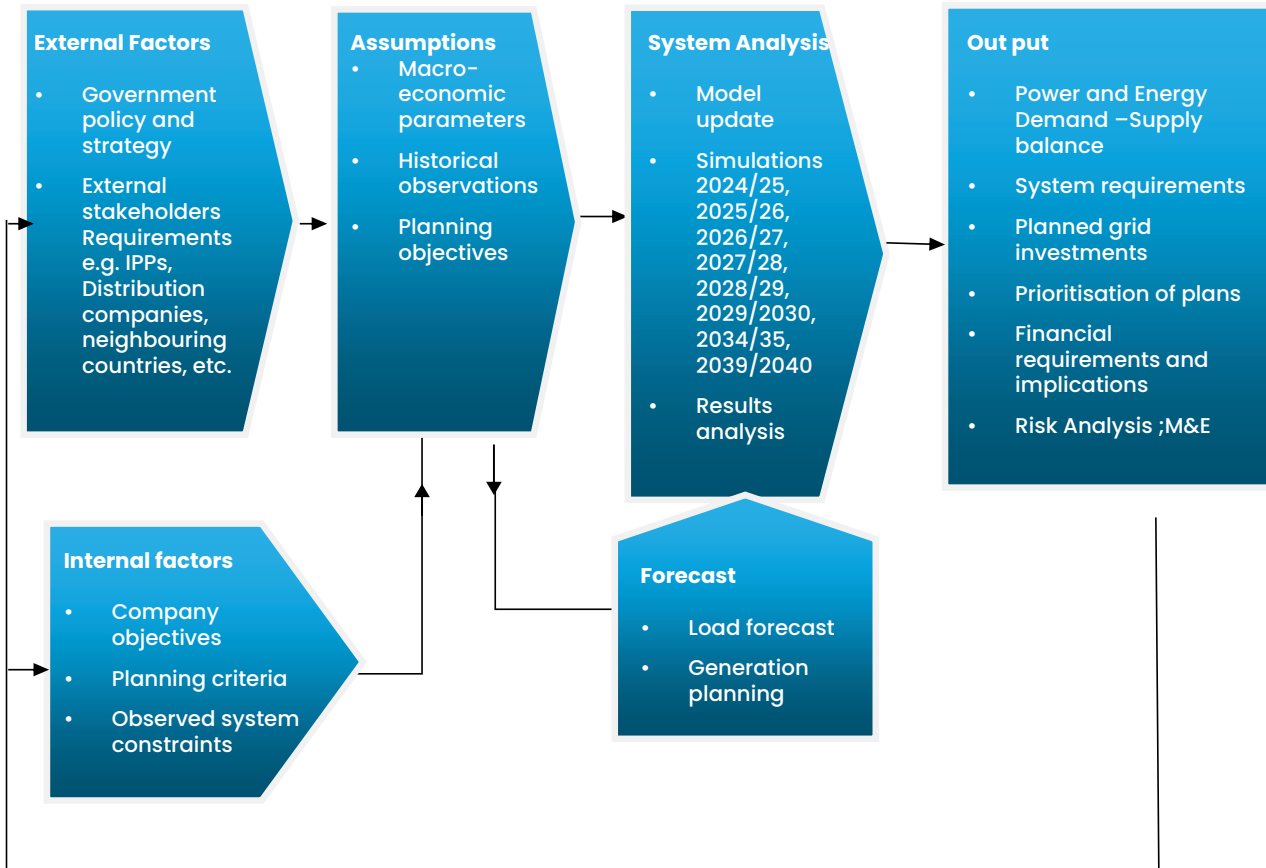 External Factors
• Government
policy and
strategy
• External
stakeholders
Requirements
e.g. IPPs,
Distribution
companies,
neighbouring
countries, etc.
Assumptions
• Macro-
economic
parameters
• Historical
observations
• Planning
objectives
System Analysis
• Model
update
• Simulations
2024/25,
2025/26,
2026/27,
2027/28,
2028/29,
2029/2030,
2034/35,
2039/2040
• Results
analysis
Out put
• Power and Energy
Demand –Supply
balance
• System requirements
• Planned grid
investments
• Prioritisation of plans
• Financial
requirements and
implications
• Risk Analysis ;M&E
Internal factors
• Company
objectives
• Planning criteria
• Observed system
constraints
Forecast
• Load forecast
• Generation
planning